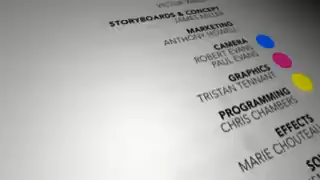 STORYBOARDS & CONCEPT
JAMES MILLER
MARKETING
ANTHONY HOWELL
CAMERA
ROBERT EVANS
PAUL EVANS
GRAPHICS
TRISTAN TENNANT
PROGRAMMING
CHRIS CHAMBERS
EFFECTS
MARIE CHOUTEAU